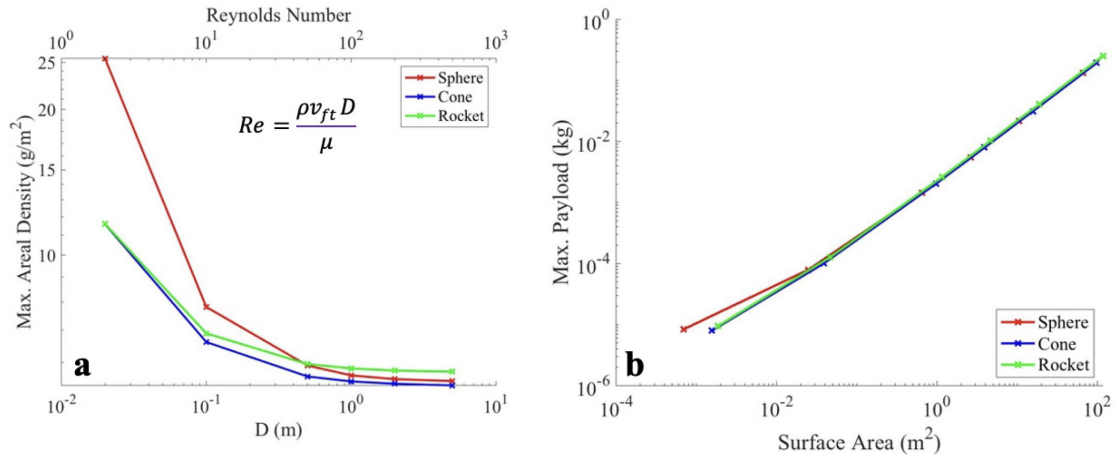 Reynolds Number
10^0 10^1 10^2 10^3
25
20
15
10
Max. Areal Density (g/m^2)
Sphere
Cone
Rocket
Re = ρv_ft D / μ
a
10^-2 10^-1 10^0 10^1
D (m)
10^0
10^-2
10^-4
10^-6
Max. Payload (kg)
Sphere
Cone
Rocket
b
10^-4 10^-2 10^0 10^2
Surface Area (m^2)